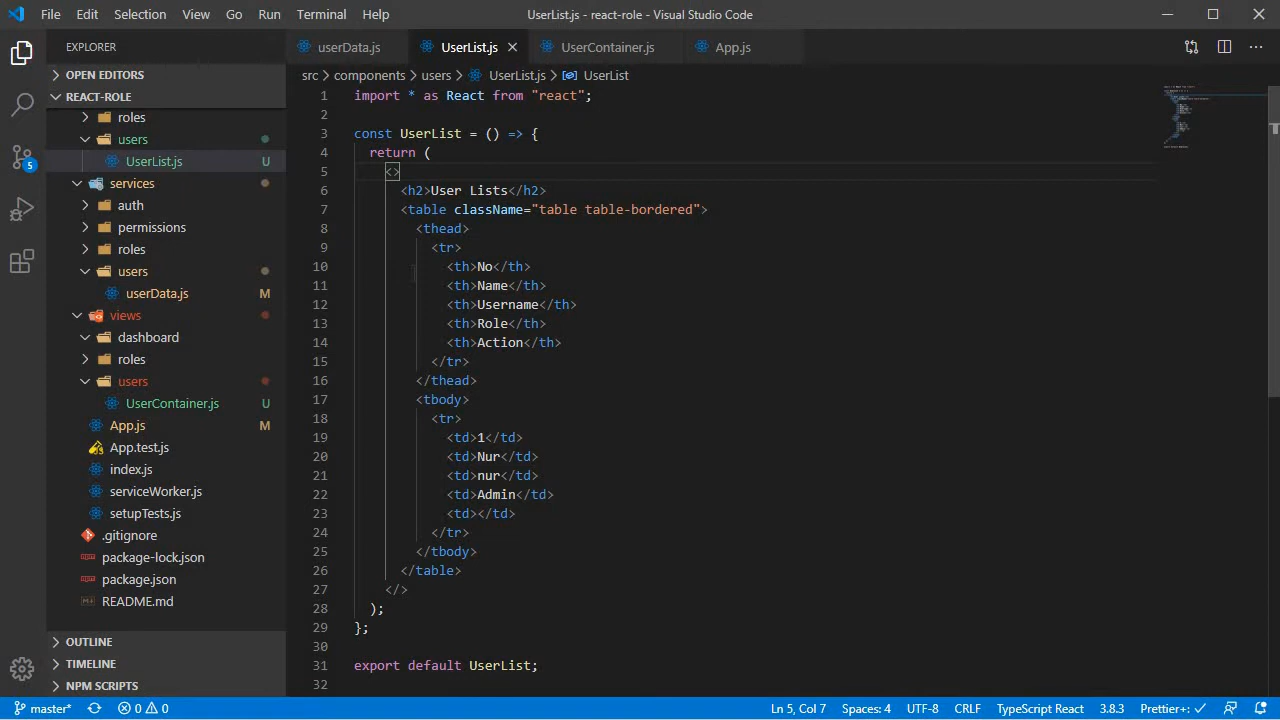 File Edit Selection View Go Run Terminal Help
UserList.js - react-role - Visual Studio Code
EXPLORER
OPEN EDITORS
REACT-ROLE
roles
users
UserList.js U
services
auth
permissions
roles
users
userData.js M
views
dashboard
roles
users
UserContainer.js U
App.js M
App.test.js
index.js
serviceWorker.js
setupTests.js
.gitignore
package-lock.json
package.json
README.md
OUTLINE
TIMELINE
NPM SCRIPTS
5
userData.js UserList.js UserContainer.js App.js
src > components > users > UserList.js > UserList
1 import * as React from "react";
2
3 const UserList = () => {
4 return (
5 <>
6 <h2>User Lists</h2>
7 <table className="table table-bordered">
8 <thead>
9 <tr>
10 <th>No</th>
11 <th>Name</th>
12 <th>Username</th>
13 <th>Role</th>
14 <th>Action</th>
15 </tr>
16 </thead>
17 <tbody>
18 <tr>
19 <td>1</td>
20 <td>Nur</td>
21 <td>nur</td>
22 <td>Admin</td>
23 <td></td>
24 </tr>
25 </tbody>
26 </table>
27 </>
28 );
29 };
30
31 export default UserList;
32
master* 0 0 Ln 5, Col 7 Spaces: 4 UTF-8 CRLF TypeScript React 3.8.3 Prettier+: ✓